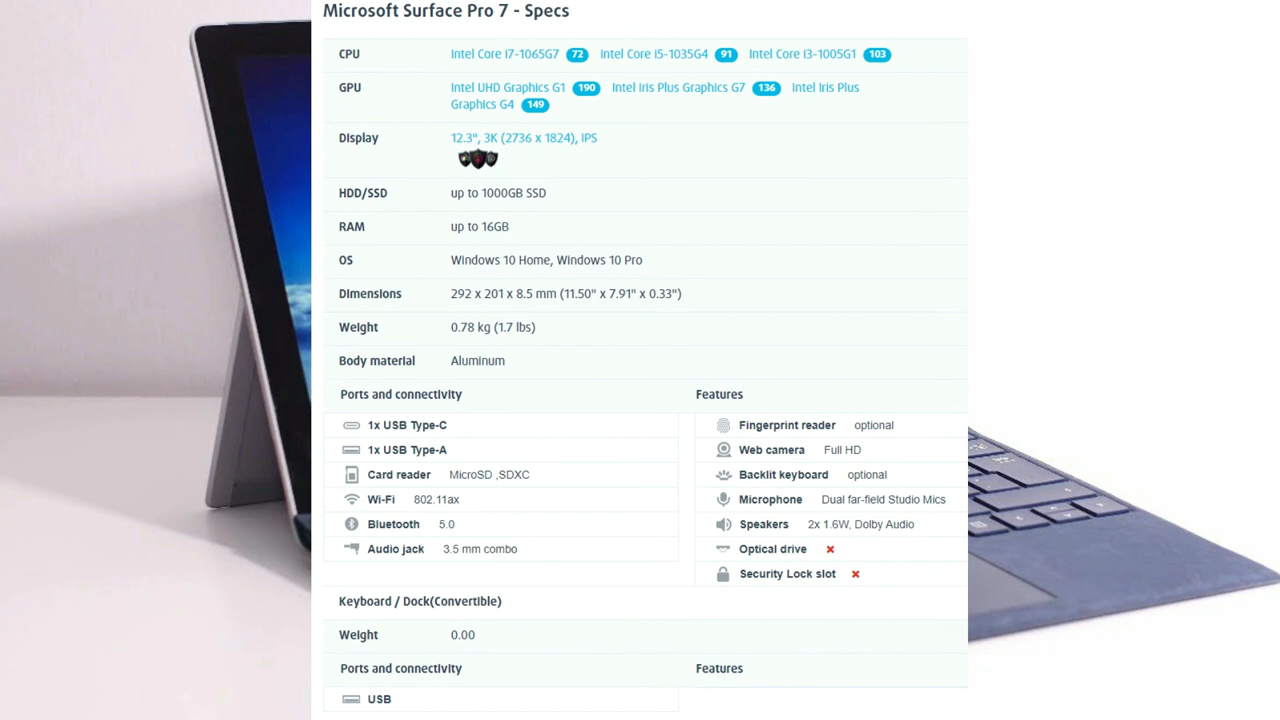 Microsoft Surface Pro 7 - Specs
CPU Intel Core i7-1065G7 72 Intel Core i5-1035G4 91 Intel Core i3-1005G1 103
GPU Intel UHD Graphics G1 190 Intel Iris Plus Graphics G7 136 Intel Iris Plus
Graphics G4 149
Display 12.3", 3K (2736 x 1824), IPS
HDD/SSD up to 1000GB SSD
RAM up to 16GB
OS Windows 10 Home, Windows 10 Pro
Dimensions 292 x 201 x 8.5 mm (11.50" x 7.91" x 0.33")
Weight 0.78 kg (1.7 lbs)
Body material Aluminum
Ports and connectivity Features
1x USB Type-C Fingerprint reader optional
1x USB Type-A Web camera Full HD
Card reader MicroSD ,SDXC Backlit keyboard optional
Wi-Fi 802.11ax Microphone Dual far-field Studio Mics
Bluetooth 5.0 Speakers 2x 1.6W, Dolby Audio
Audio jack 3.5 mm combo Optical drive
Security Lock slot
Keyboard / Dock(Convertible)
Weight 0.00
Ports and connectivity Features
USB